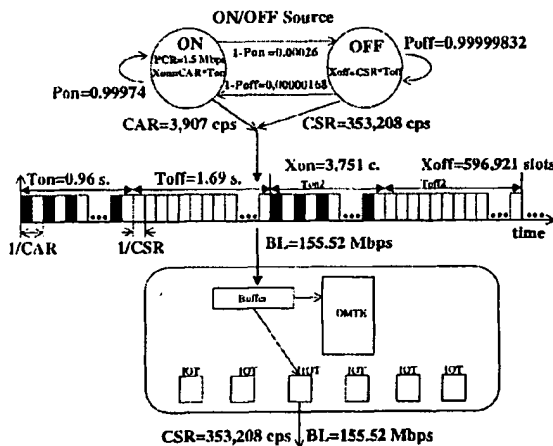 ON/OFF Source
ON
PCR=1.5 Mbps
Xon=CAR*Ton
OFF
Xoff=CSR*Toff
1-Pon=0.00026
1-Poff=0,00000168
Pon=0.99974
Poff=0.99999832
CAR=3,907 cps
CSR=353,208 cps
Ton=0.96 s.
Toff=1.69 s.
Xon=3,751 c.
Xoff=596,921 slots
Ton2
Toff2
time
1/CAR
1/CSR
BL=155.52 Mbps
Buffer
DMTK
IOT
IOT
IOT
IOT
IOT
IOT
CSR=353,208 cps
BL=155.52 Mbps